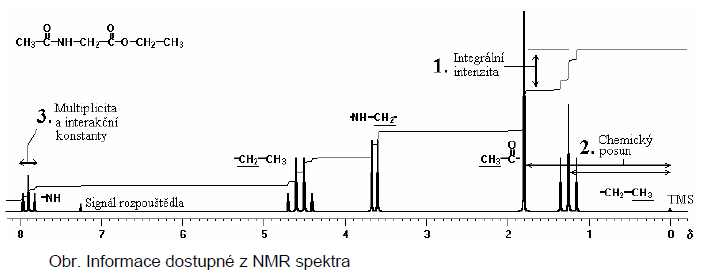 O O
CH₃-C-NH-CH₂-C-O-CH₂-CH₃
1. Integrální
intenzita
3. Multiplicita
a interakční
konstanty
-NH
Signál rozpouštědla
-CH₂-CH₃
-NH-CH₂-
O
CH₃-C-
Chemický
2. posun
-CH₂-CH₃
TMS
8 7 6 5 4 3 2 1 0 δ
Obr. Informace dostupné z NMR spektra